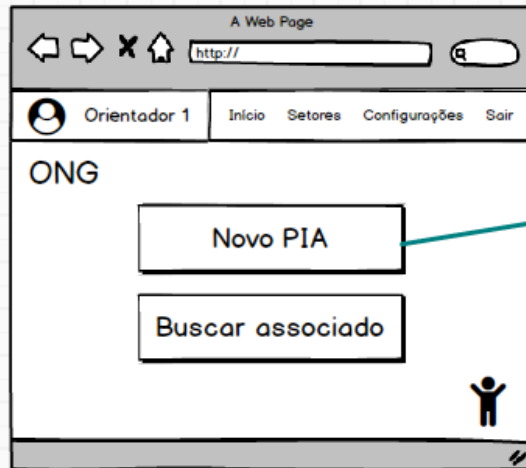 A Web Page
http://
Orientador 1 Início Setores Configurações Sair
ONG
Novo PIA
Buscar associado